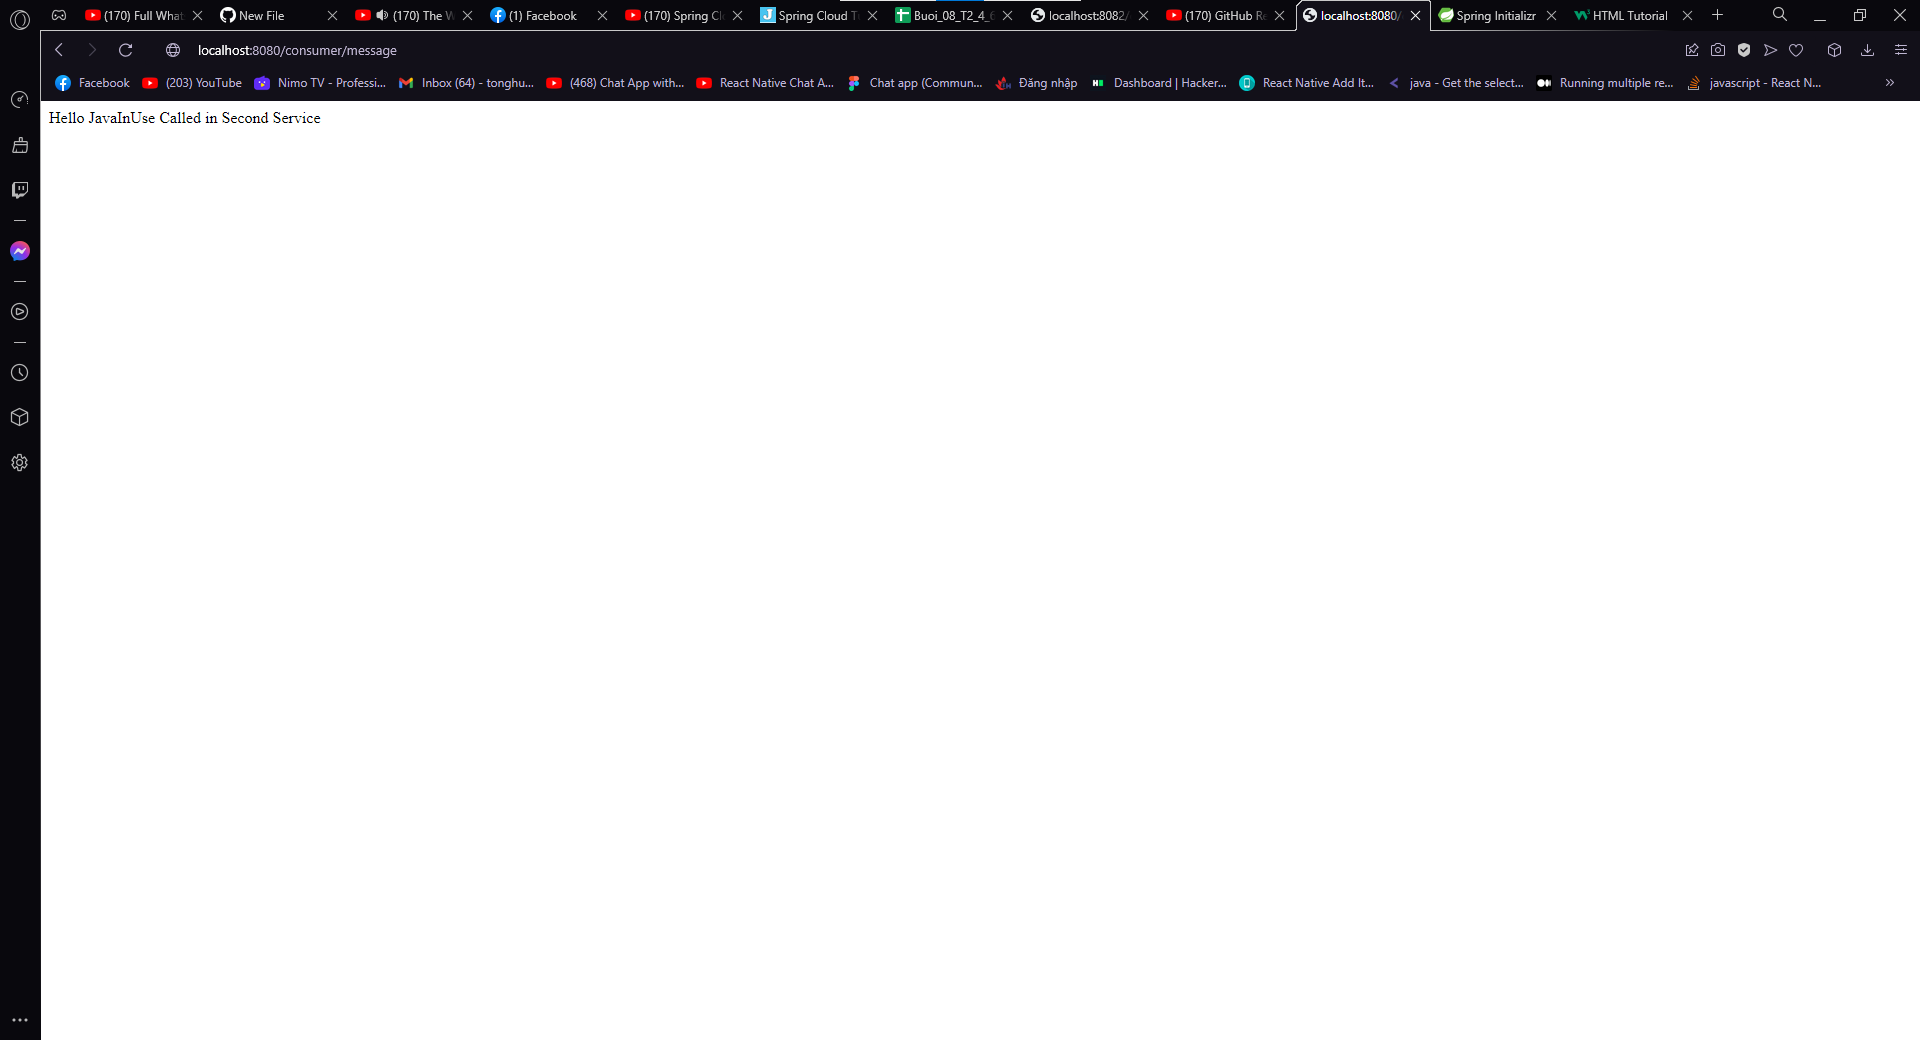 (170) Full What
New File
(170) The W
(1) Facebook
(170) Spring Cl
Spring Cloud T
Buoi_08_T2_4_6
localhost:8082/
(170) GitHub Re
localhost:8080/
Spring Initializr
HTML Tutorial
localhost:8080/consumer/message
Facebook
(203) YouTube
Nimo TV - Professi...
Inbox (64) - tonghu...
(468) Chat App with...
React Native Chat A...
Chat app (Commun...
Đăng nhập
Dashboard | Hacker...
React Native Add It...
java - Get the select...
Running multiple re...
javascript - React N...
Hello JavaInUse Called in Second Service